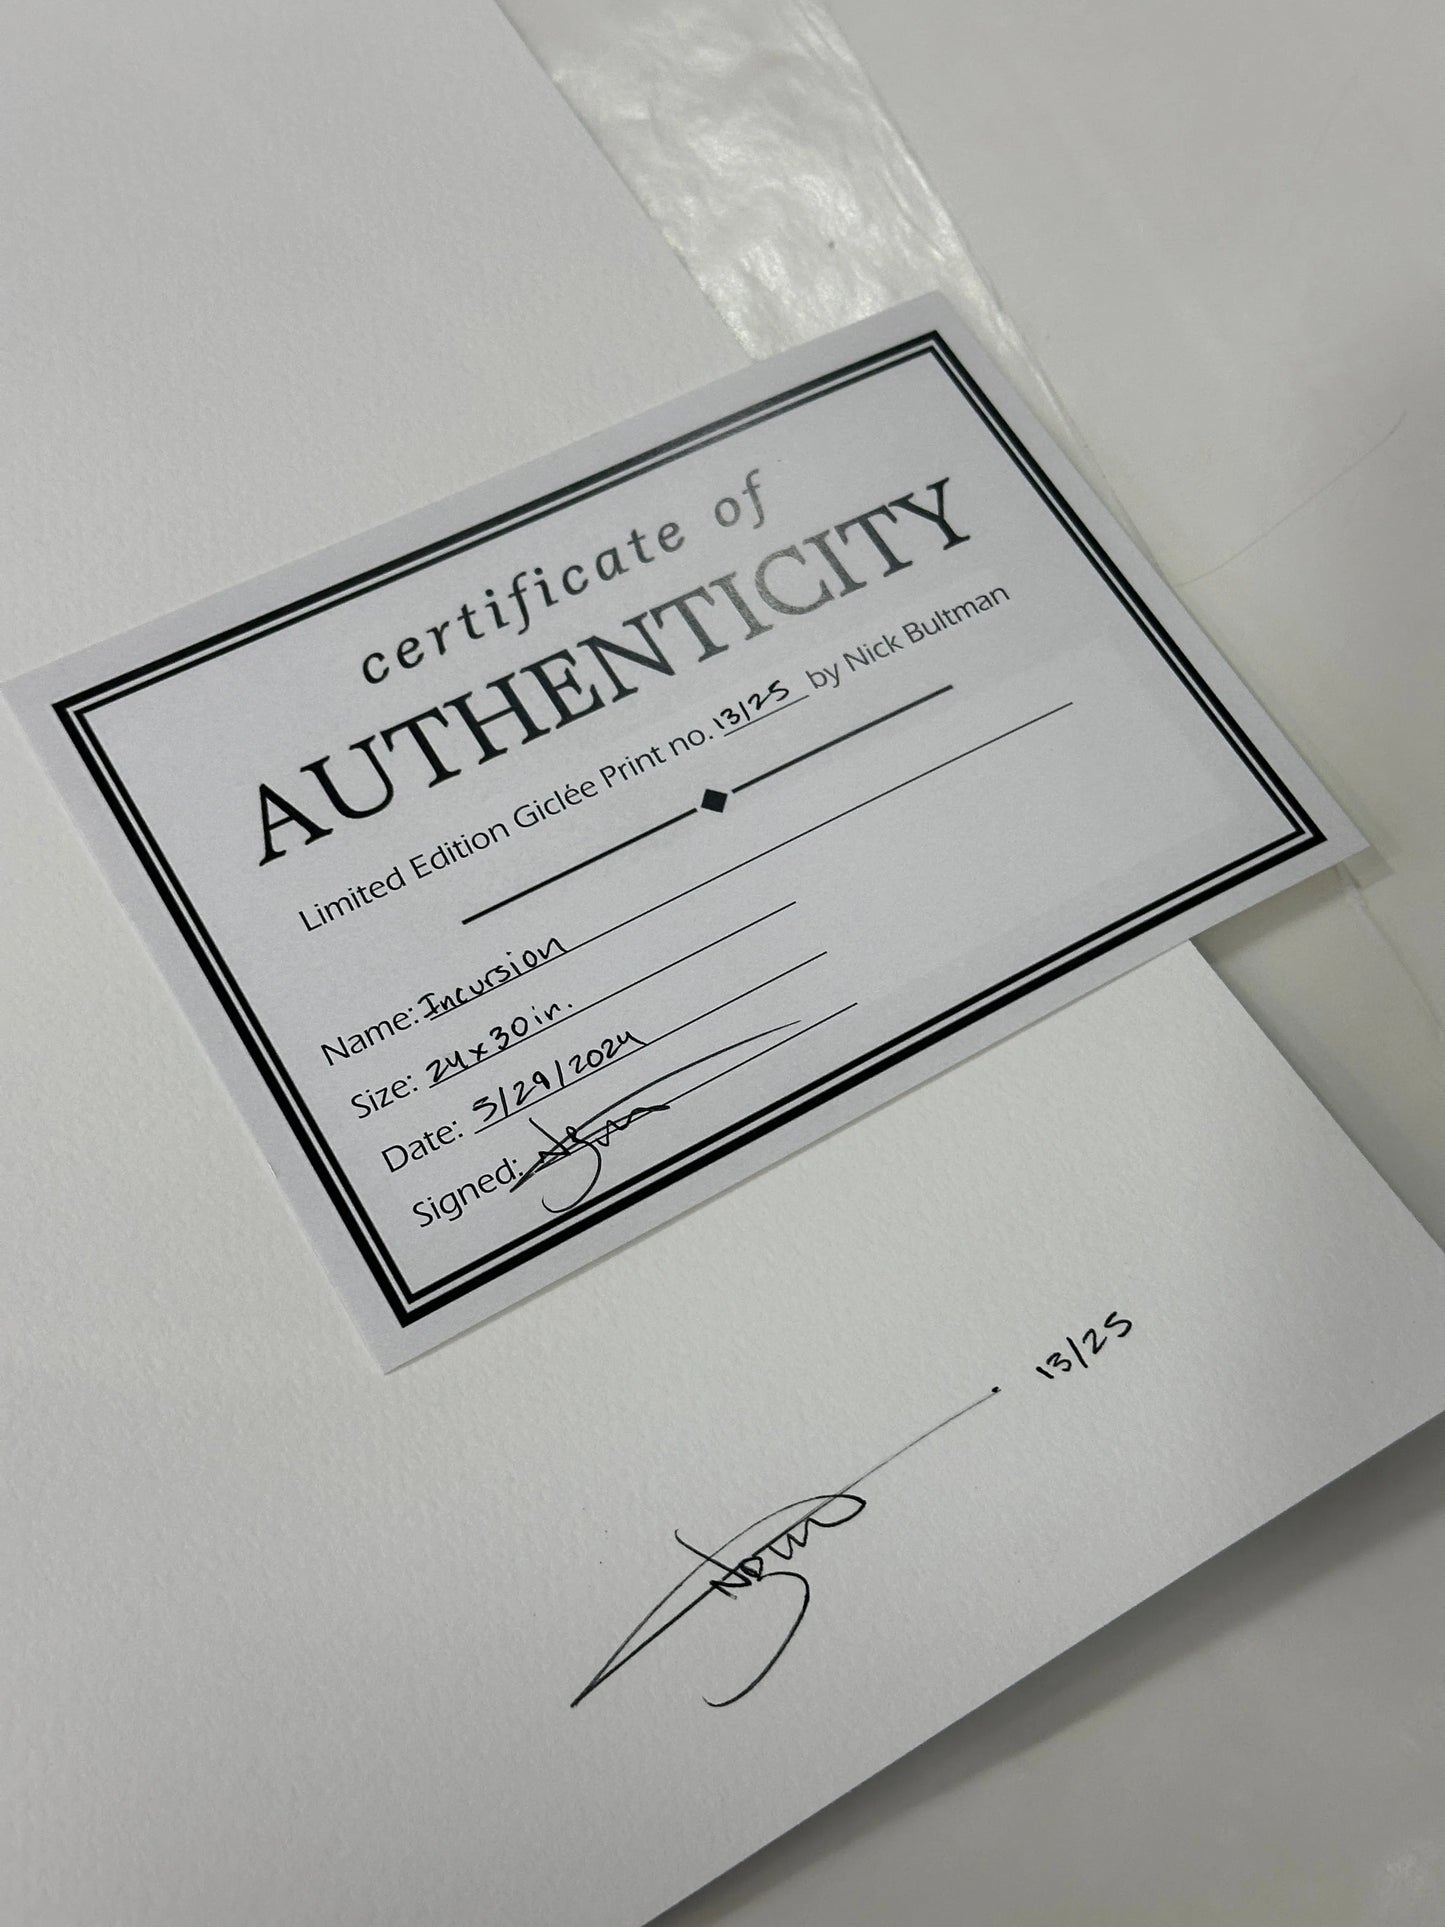 certificate of
AUTHENTICITY
Limited Edition Giclée Print no. 13/25 by Nick Bultman
Name: Incursion
Size: 24x30in.
Date: 5/29/2024
Signed:
13/25